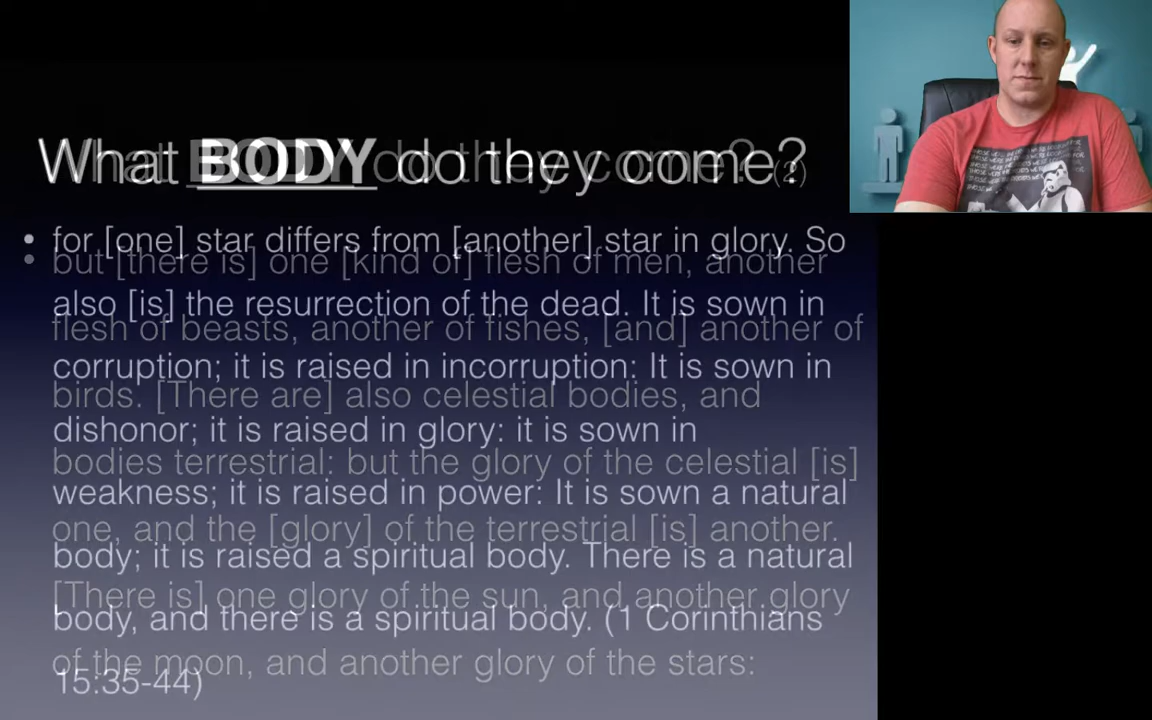 What BODY do they come?
for [one] star differs from [another] star in glory. So
also [is] the resurrection of the dead. It is sown in
corruption; it is raised in incorruption: It is sown in
dishonor; it is raised in glory: it is sown in
weakness; it is raised in power: It is sown a natural
body; it is raised a spiritual body. There is a natural
body, and there is a spiritual body. (1 Corinthians
15:35-44)
What BODY do they come? (2)
but [there is] one [kind of] flesh of men, another
flesh of beasts, another of fishes, [and] another of
birds. [There are] also celestial bodies, and
bodies terrestrial: but the glory of the celestial [is]
one, and the [glory] of the terrestrial [is] another.
[There is] one glory of the sun, and another glory
of the moon, and another glory of the stars: